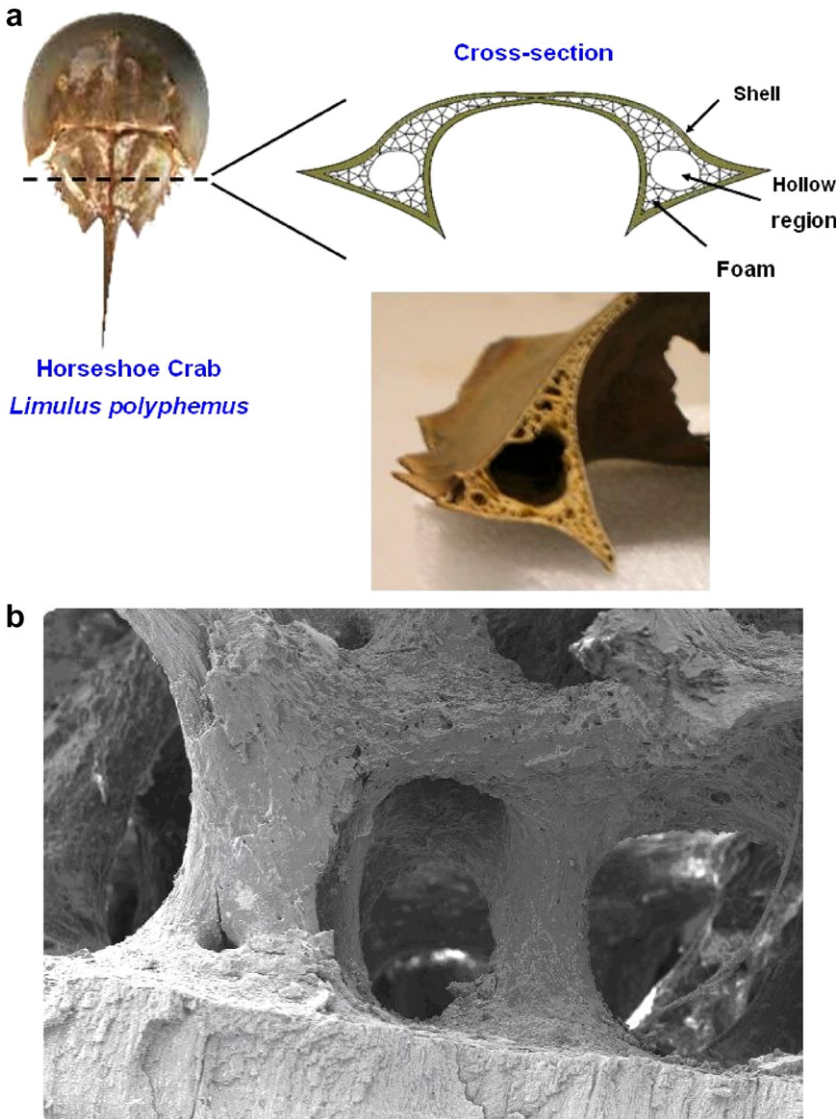 a
Cross-section
Shell
Hollow
region
Foam
Horseshoe Crab
Limulus polyphemus
b